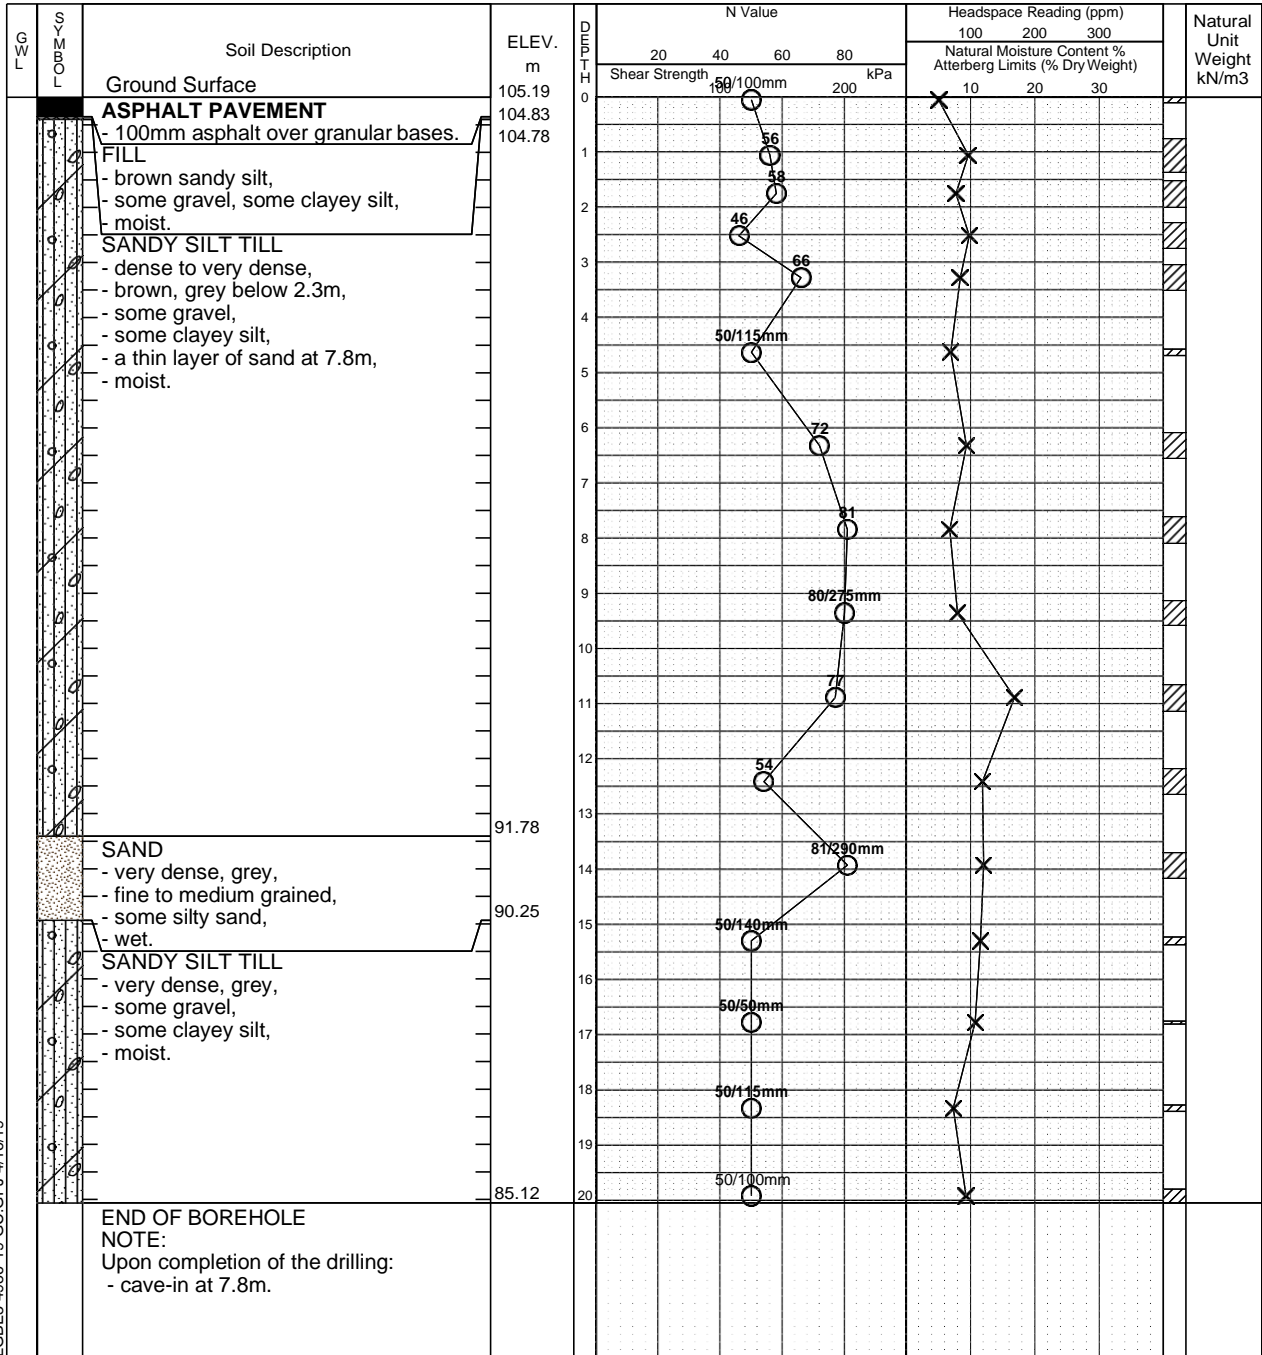 GWL
SYMBOL
Soil Description
Ground Surface
ELEV.
m
105.19
DEPTH
N Value
20 40 60 80
Shear Strength kPa
100 200
Headspace Reading (ppm)
100 200 300
Natural Moisture Content %
Atterberg Limits (% Dry Weight)
10 20 30
Natural
Unit
Weight
kN/m3
ASPHALT PAVEMENT
- 100mm asphalt over granular bases.
104.83
104.78
FILL
- brown sandy silt,
- some gravel, some clayey silt,
- moist.
SANDY SILT TILL
- dense to very dense,
- brown, grey below 2.3m,
- some gravel,
- some clayey silt,
- a thin layer of sand at 7.8m,
- moist.
91.78
SAND
- very dense, grey,
- fine to medium grained,
- some silty sand,
- wet.
90.25
SANDY SILT TILL
- very dense, grey,
- some gravel,
- some clayey silt,
- moist.
85.12
END OF BOREHOLE
NOTE:
Upon completion of the drilling:
- cave-in at 7.8m.
0
1
2
3
4
5
6
7
8
9
10
11
12
13
14
15
16
17
18
19
20
50/100mm
56
58
46
66
50/115mm
72
81
80/275mm
77
54
81/290mm
50/140mm
50/50mm
50/115mm
50/100mm